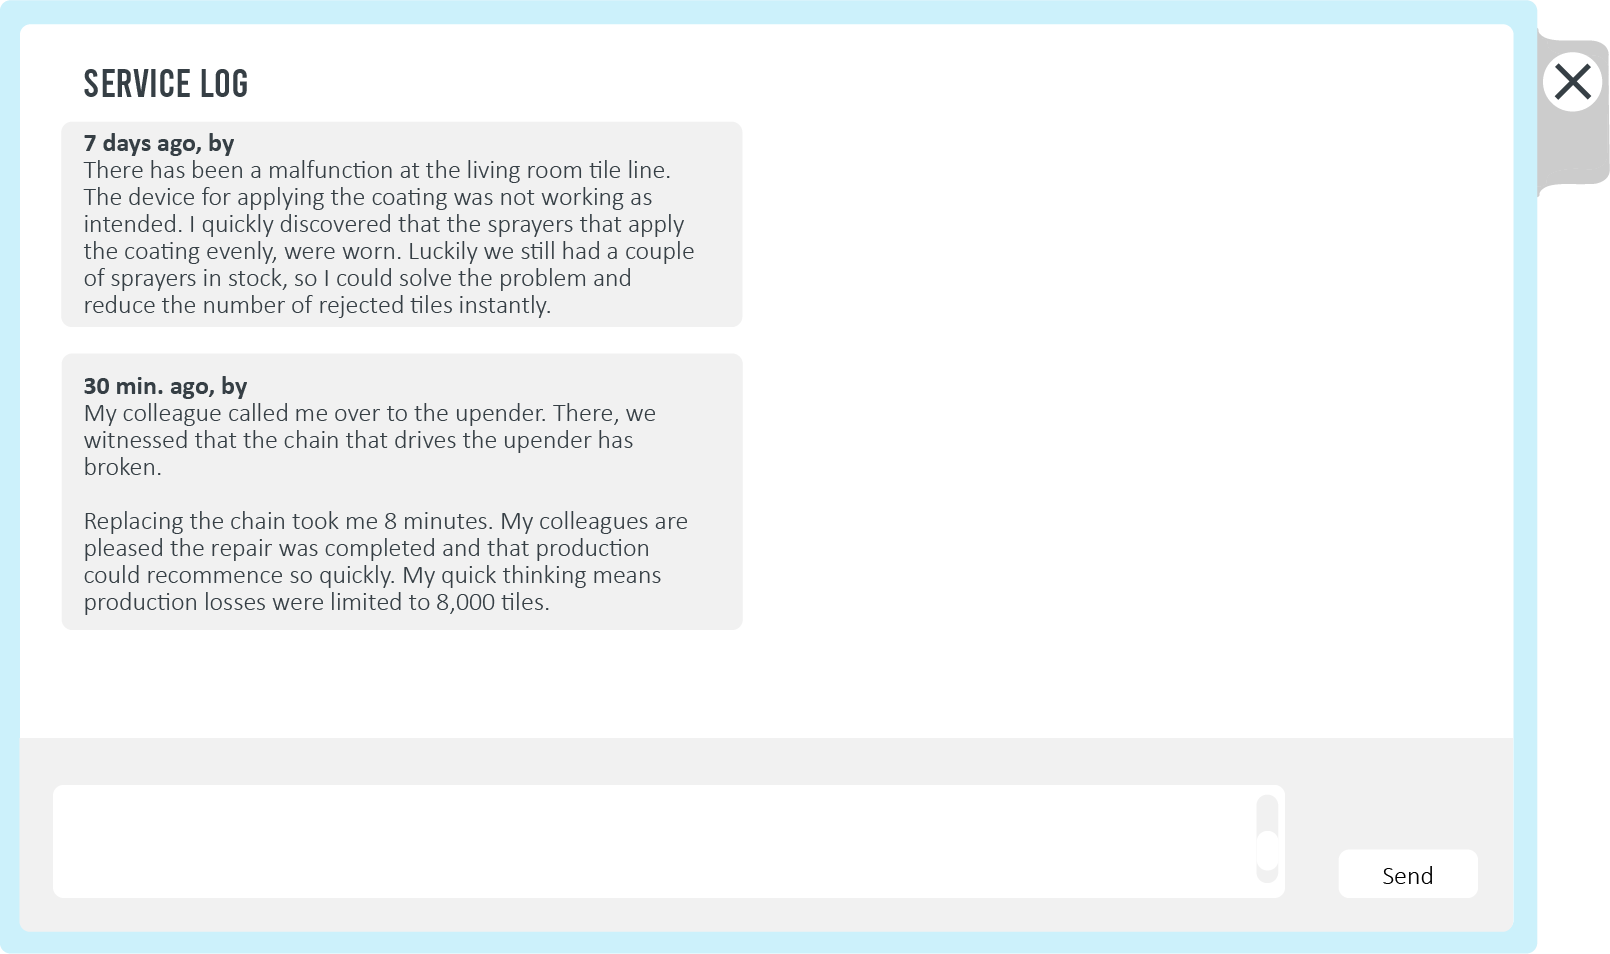 SERVICE LOG
7 days ago, by
There has been a malfunction at the living room tile line.
The device for applying the coating was not working as
intended. I quickly discovered that the sprayers that apply
the coating evenly, were worn. Luckily we still had a couple
of sprayers in stock, so I could solve the problem and
reduce the number of rejected tiles instantly.
30 min. ago, by
My colleague called me over to the upender. There, we
witnessed that the chain that drives the upender has
broken.
Replacing the chain took me 8 minutes. My colleagues are
pleased the repair was completed and that production
could recommence so quickly. My quick thinking means
production losses were limited to 8,000 tiles.
Send